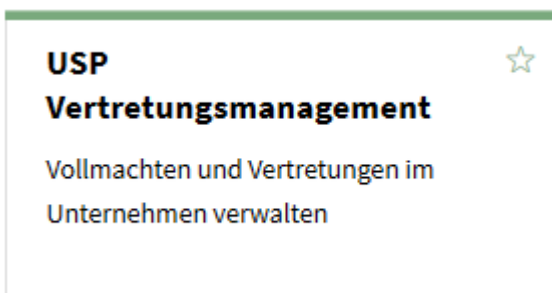 USP
Vertretungsmanagement
Vollmachten und Vertretungen im
Unternehmen verwalten